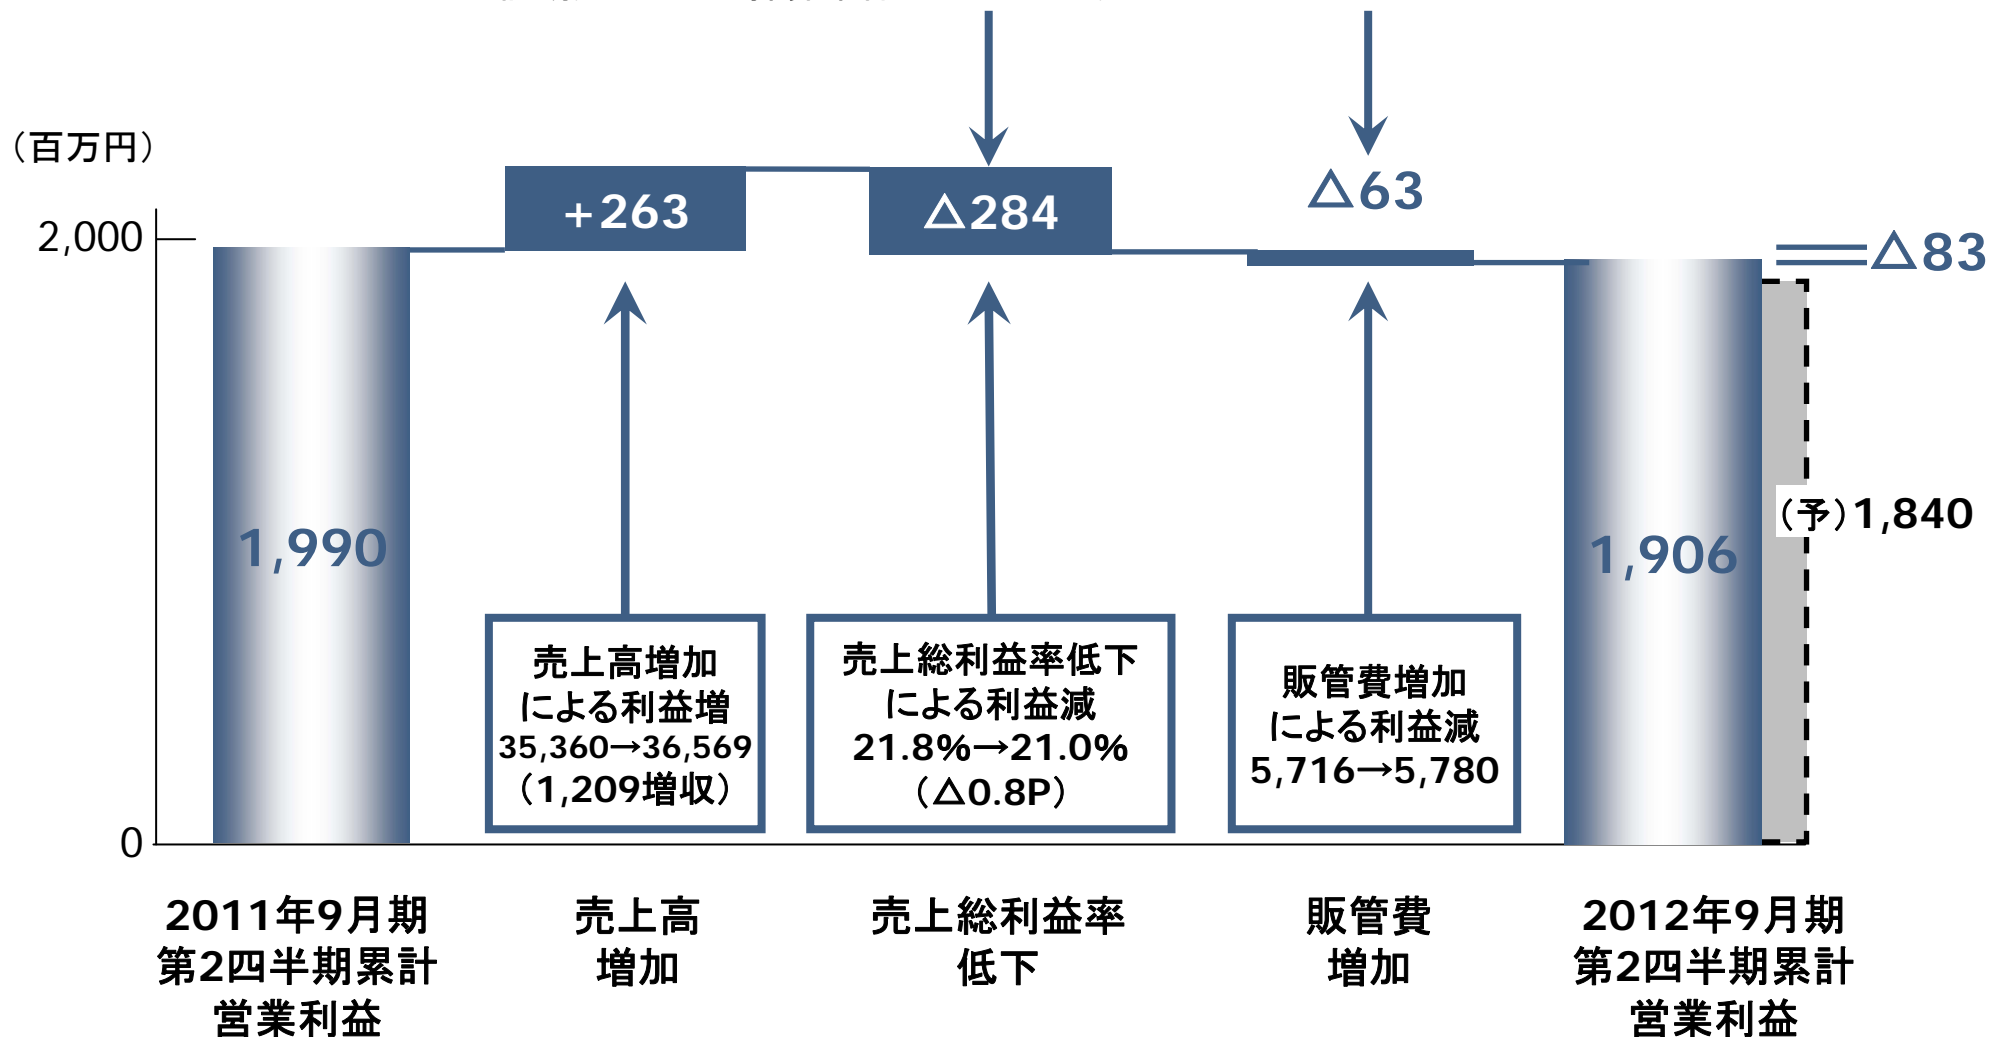 (百万円)
2,000
0
+263
△284
△63
△83
1,990
1,906
(予)1,840
売上高増加
による利益増
35,360→36,569
(1,209増収)
売上総利益率低下
による利益減
21.8%→21.0%
(△0.8P)
販管費増加
による利益減
5,716→5,780
2011年9月期
第2四半期累計
営業利益
売上高
増加
売上総利益率
低下
販管費
増加
2012年9月期
第2四半期累計
営業利益